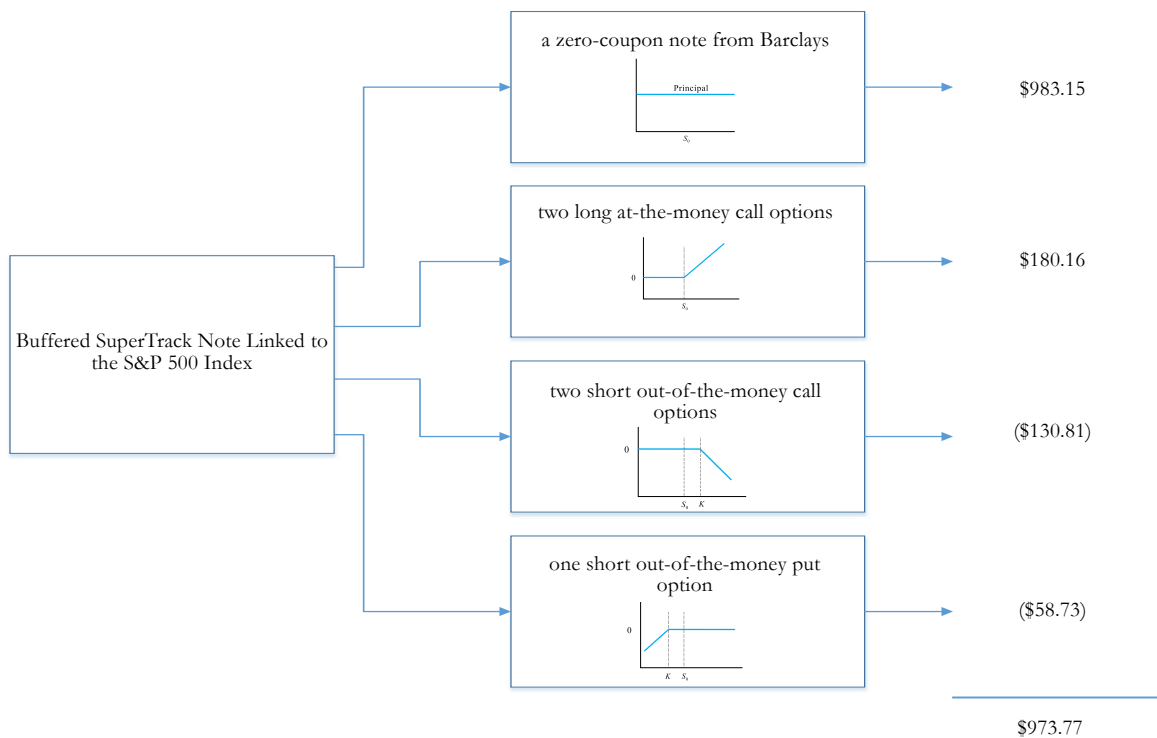 a zero-coupon note from Barclays
Principal
S₀
$983.15
two long at-the-money call options
0
S₀
$180.16
Buffered SuperTrack Note Linked to
the S&P 500 Index
two short out-of-the-money call
options
0
S₀ K
($130.81)
one short out-of-the-money put
option
0
K S₀
($58.73)
$973.77